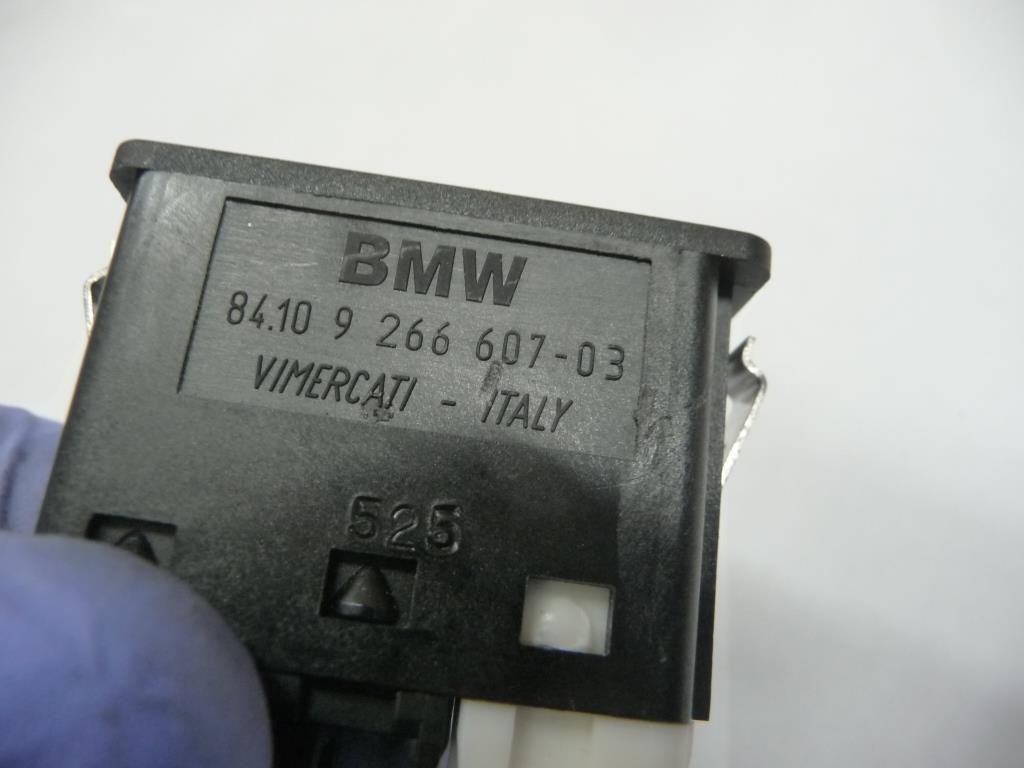 BMW
84.10 9 266 607-03
VIMERCATI - ITALY
525